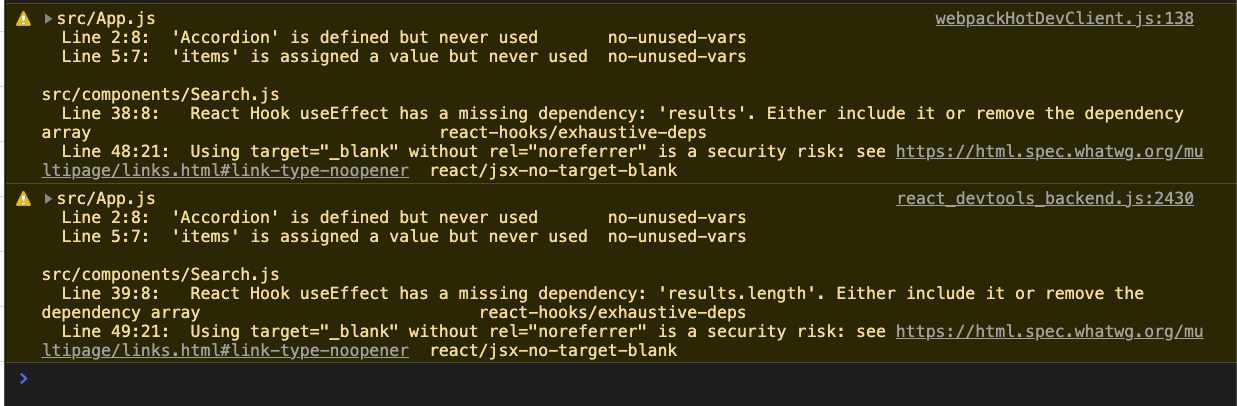 src/App.js webpackHotDevClient.js:138
Line 2:8: 'Accordion' is defined but never used no-unused-vars
Line 5:7: 'items' is assigned a value but never used no-unused-vars
src/components/Search.js
Line 38:8: React Hook useEffect has a missing dependency: 'results'. Either include it or remove the dependency
array react-hooks/exhaustive-deps
Line 48:21: Using target="_blank" without rel="noreferrer" is a security risk: see https://html.spec.whatwg.org/mu
ltipage/links.html#link-type-noopener react/jsx-no-target-blank
src/App.js react_devtools_backend.js:2430
Line 2:8: 'Accordion' is defined but never used no-unused-vars
Line 5:7: 'items' is assigned a value but never used no-unused-vars
src/components/Search.js
Line 39:8: React Hook useEffect has a missing dependency: 'results.length'. Either include it or remove the
dependency array react-hooks/exhaustive-deps
Line 49:21: Using target="_blank" without rel="noreferrer" is a security risk: see https://html.spec.whatwg.org/mu
ltipage/links.html#link-type-noopener react/jsx-no-target-blank